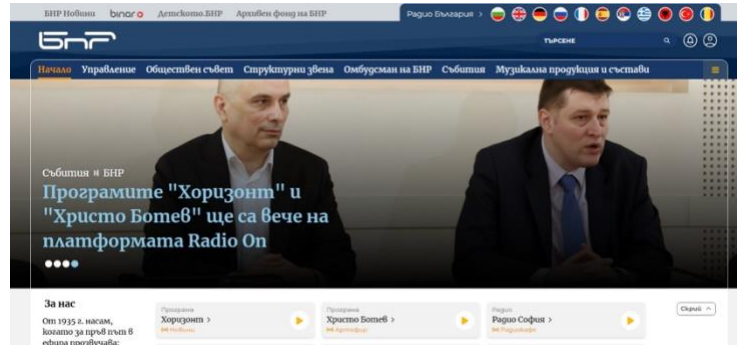 БНР Новини binar Детското.БНР Архивен фонд на БНР Радио България >
БНР
ТЪРСЕНЕ
Начало Управление Обществен съвет Структурни звена Омбудсман на БНР Събития Музикална продукция и състави
Събития и БНР
Програмите "Хоризонт" и
"Христо Ботев" ще са вече на
платформата Radio On
За нас
От 1935 г. насам,
когато за пръв път в
ефира прозвучава:
Програма
Хоризонт >
Новини
Програма
Христо Ботев >
Артефир
Радио
Радио София >
Скрий